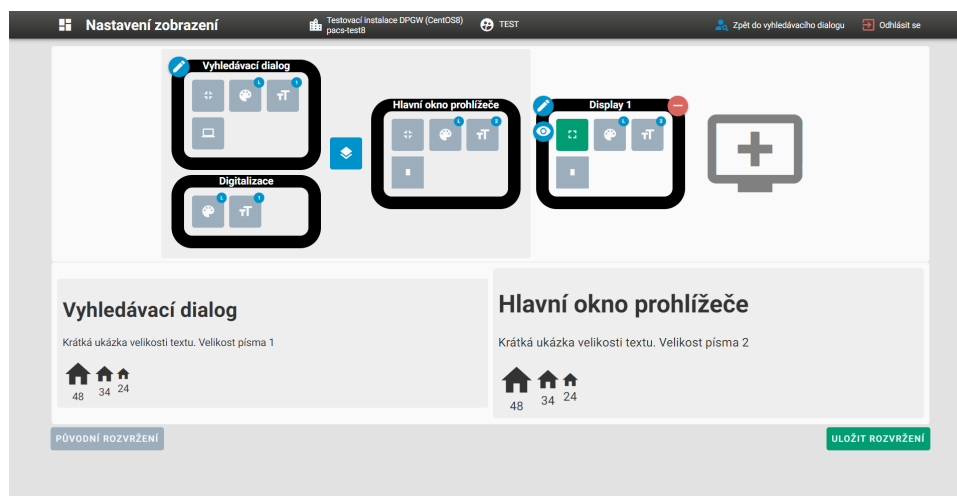 Nastavení zobrazení
Testovací instalace DPGW (CentOS8)
pacs-test8
TEST
Zpět do vyhledávacího dialogu
Odhlásit se
Vyhledávací dialog
L
1
Digitalizace
L
1
Hlavní okno prohlížeče
L
2
Display 1
L
2
Vyhledávací dialog
Krátká ukázka velikosti textu. Velikost písma 1
48 34 24
Hlavní okno prohlížeče
Krátká ukázka velikosti textu. Velikost písma 2
48 34 24
PŮVODNÍ ROZVRŽENÍ
ULOŽIT ROZVRŽENÍ